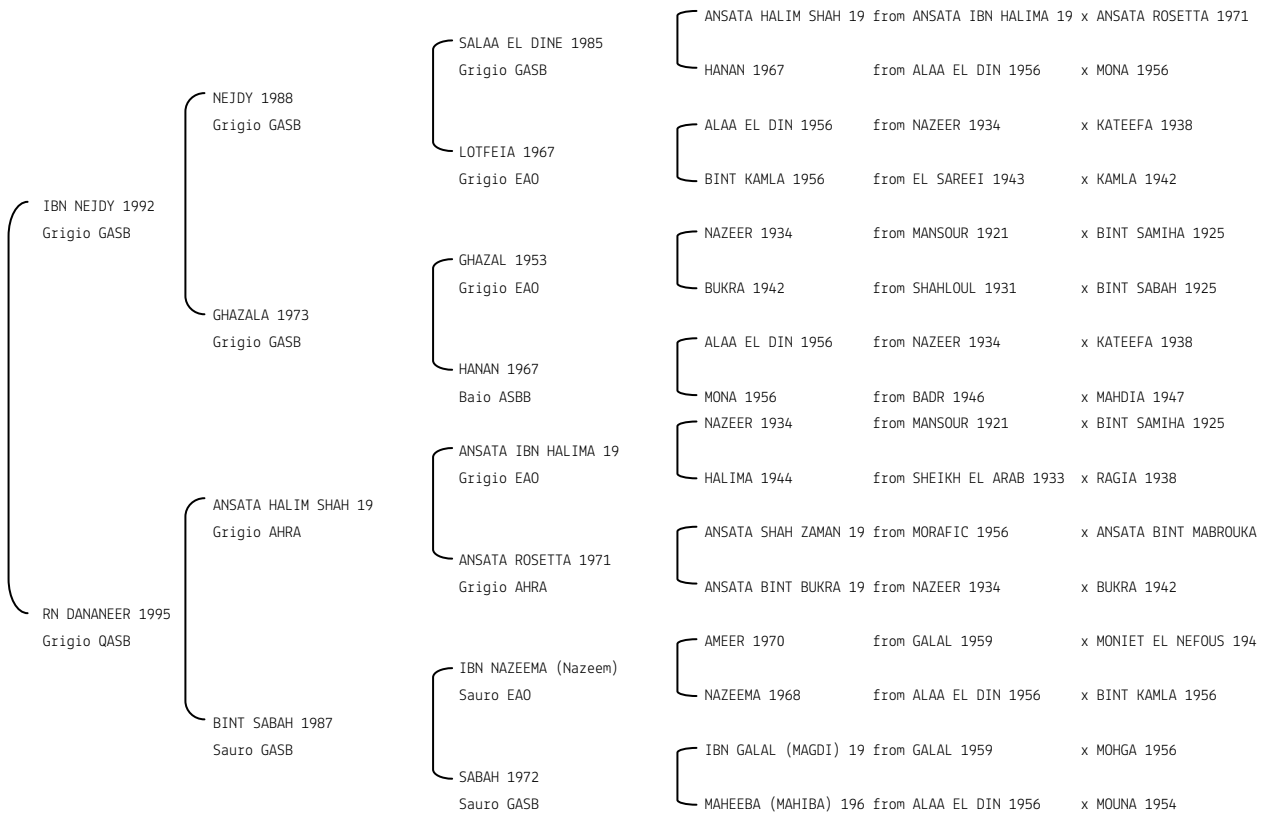 ANSATA HALIM SHAH 19 from ANSATA IBN HALIMA 19 x ANSATA ROSETTA 1971
SALAA EL DINE 1985
Grigio GASB
HANAN 1967 from ALAA EL DIN 1956 x MONA 1956
NEJDY 1988
Grigio GASB
ALAA EL DIN 1956 from NAZEER 1934 x KATEEFA 1938
LOTFEIA 1967
Grigio EAO
BINT KAMLA 1956 from EL SAREEI 1943 x KAMLA 1942
IBN NEJDY 1992
Grigio GASB
NAZEER 1934 from MANSOUR 1921 x BINT SAMIHA 1925
GHAZAL 1953
Grigio EAO
BUKRA 1942 from SHAHLOUL 1931 x BINT SABAH 1925
GHAZALA 1973
Grigio GASB
ALAA EL DIN 1956 from NAZEER 1934 x KATEEFA 1938
HANAN 1967
Baio ASBB
MONA 1956 from BADR 1946 x MAHDIA 1947
NAZEER 1934 from MANSOUR 1921 x BINT SAMIHA 1925
ANSATA IBN HALIMA 19
Grigio EAO
HALIMA 1944 from SHEIKH EL ARAB 1933 x RAGIA 1938
ANSATA HALIM SHAH 19
Grigio AHRA
ANSATA SHAH ZAMAN 19 from MORAFIC 1956 x ANSATA BINT MABROUKA
ANSATA ROSETTA 1971
Grigio AHRA
ANSATA BINT BUKRA 19 from NAZEER 1934 x BUKRA 1942
RN DANANEER 1995
Grigio QASB
AMEER 1970 from GALAL 1959 x MONIET EL NEFOUS 194
IBN NAZEEMA (Nazeem)
Sauro EAO
NAZEEMA 1968 from ALAA EL DIN 1956 x BINT KAMLA 1956
BINT SABAH 1987
Sauro GASB
IBN GALAL (MAGDI) 19 from GALAL 1959 x MOHGA 1956
SABAH 1972
Sauro GASB
MAHEEBA (MAHIBA) 196 from ALAA EL DIN 1956 x MOUNA 1954